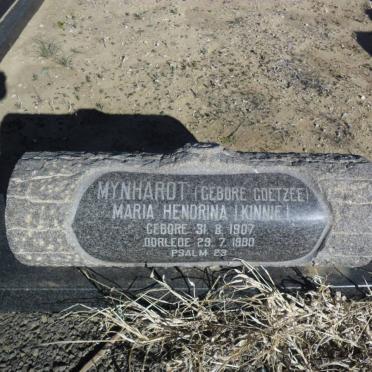 MYNHARDT (GEBORE COETZEE)
MARIA HENDRINA (KINNIE)
GEBORE 31. 8. 1907
OORLEDE 29. 7. 1980
PSALM 23